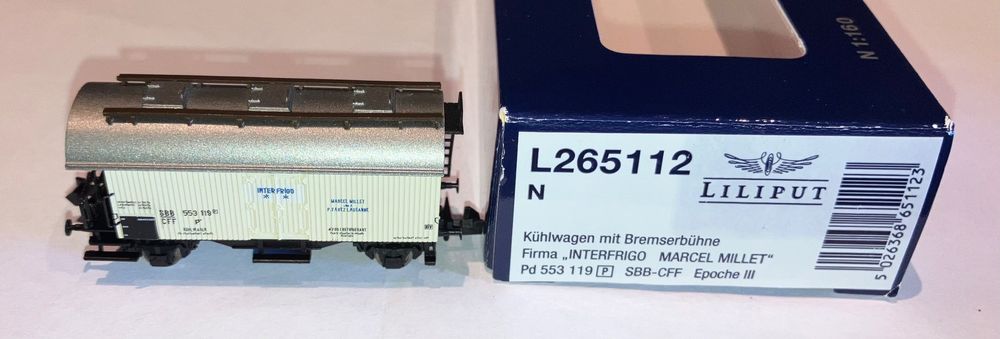 INTERFRIGO
* *
MARCEL MILLET
SBB 553 119
CFF P
N 1:160
L265112
N
LILIPUT
Kühlwagen mit Bremserbühne
Firma „INTERFRIGO MARCEL MILLET"
Pd 553 119 P SBB-CFF Epoche III
5 026368 651123